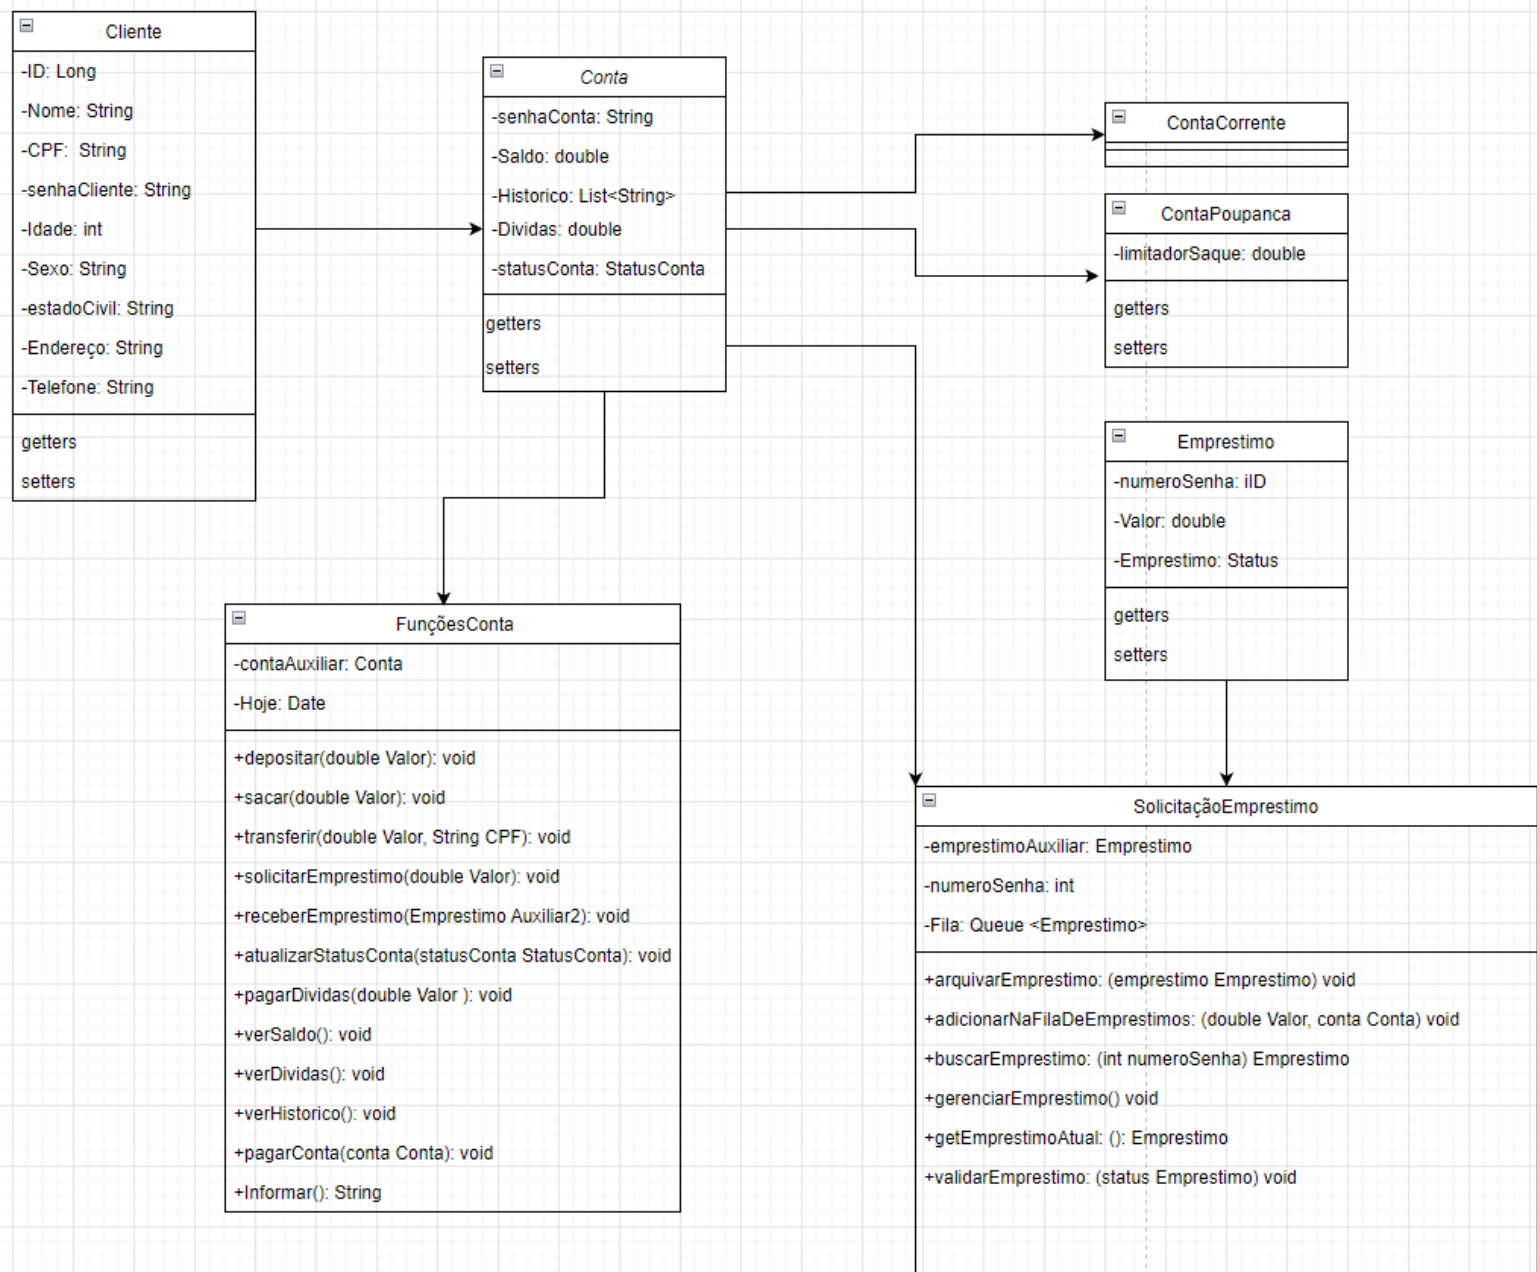 Cliente
-ID: Long
-Nome: String
-CPF:  String
-senhaCliente: String
-Idade: int
-Sexo: String
-estadoCivil: String
-Endereço: String
-Telefone: String
getters
setters
Conta
-senhaConta: String
-Saldo: double
-Historico: List<String>
-Dividas: double
-statusConta: StatusConta
getters
setters
ContaCorrente
ContaPoupanca
-limitadorSaque: double
getters
setters
Emprestimo
-numeroSenha: iID
-Valor: double
-Emprestimo: Status
getters
setters
FunçõesConta
-contaAuxiliar: Conta
-Hoje: Date
+depositar(double Valor): void
+sacar(double Valor): void
+transferir(double Valor, String CPF): void
+solicitarEmprestimo(double Valor): void
+receberEmprestimo(Emprestimo Auxiliar2): void
+atualizarStatusConta(statusConta StatusConta): void
+pagarDividas(double Valor ): void
+verSaldo(): void
+verDividas(): void
+verHistorico(): void
+pagarConta(conta Conta): void
+Informar(): String
SolicitaçãoEmprestimo
-emprestimoAuxiliar: Emprestimo
-numeroSenha: int
-Fila: Queue <Emprestimo>
+arquivarEmprestimo: (emprestimo Emprestimo) void
+adicionarNaFilaDeEmprestimos: (double Valor, conta Conta) void
+buscarEmprestimo: (int numeroSenha) Emprestimo
+gerenciarEmprestimo() void
+getEmprestimoAtual: (): Emprestimo
+validarEmprestimo: (status Emprestimo) void